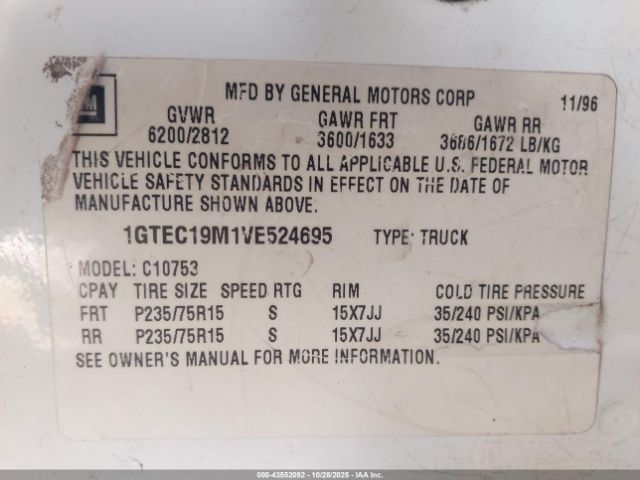 GM
MFD BY GENERAL MOTORS CORP 11/96
GVWR GAWR FRT GAWR RR
6200/2812 3600/1633 3686/1672 LB/KG
THIS VEHICLE CONFORMS TO ALL APPLICABLE U.S. FEDERAL MOTOR
VEHICLE SAFETY STANDARDS IN EFFECT ON THE DATE OF
MANUFACTURE SHOWN ABOVE.
1GTEC19M1VE524695 TYPE: TRUCK
MODEL: C10753
CPAY TIRE SIZE SPEED RTG RIM COLD TIRE PRESSURE
FRT P235/75R15 S 15X7JJ 35/240 PSI/KPA
RR P235/75R15 S 15X7JJ 35/240 PSI/KPA
SEE OWNER'S MANUAL FOR MORE INFORMATION.
000-43552092 - 10/28/2025 - IAA Inc.